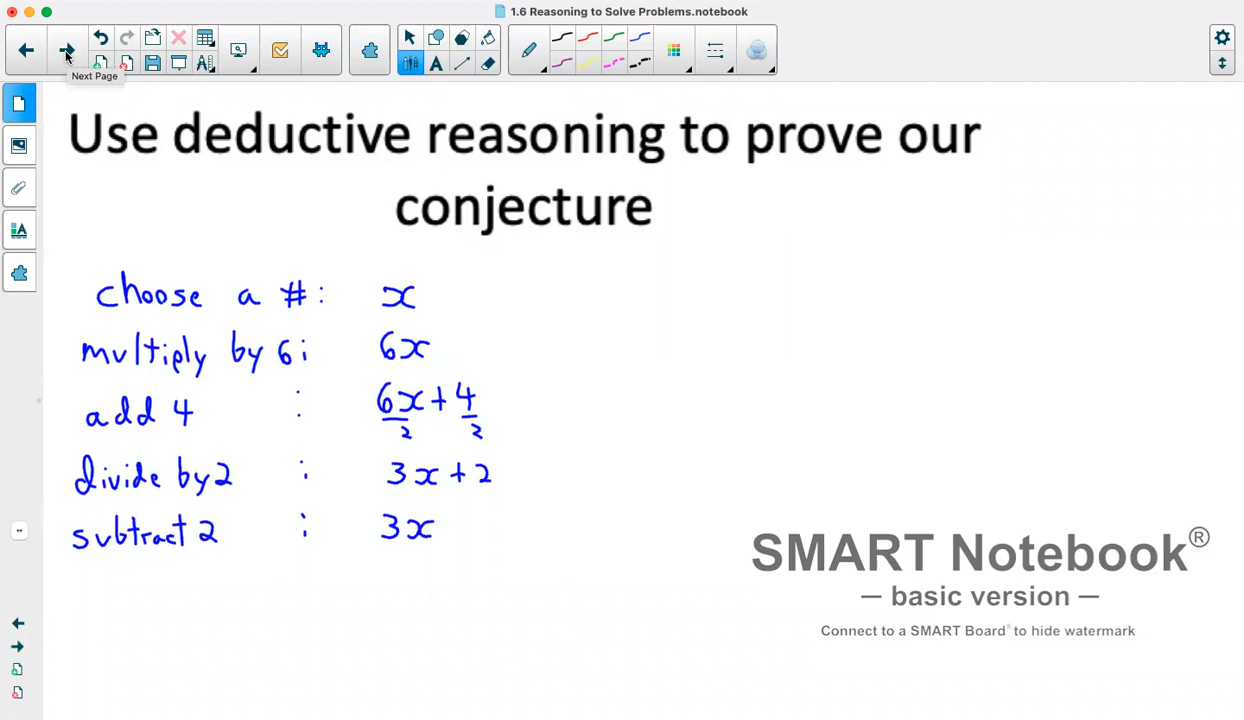 1.6 Reasoning to Solve Problems.notebook
Next Page
Use deductive reasoning to prove our
conjecture
choose a #: x
multiply by 6: 6x
add 4 : 6x + 4
2 2
divide by 2 : 3x + 2
subtract 2 : 3x
SMART Notebook®
— basic version —
Connect to a SMART Board® to hide watermark